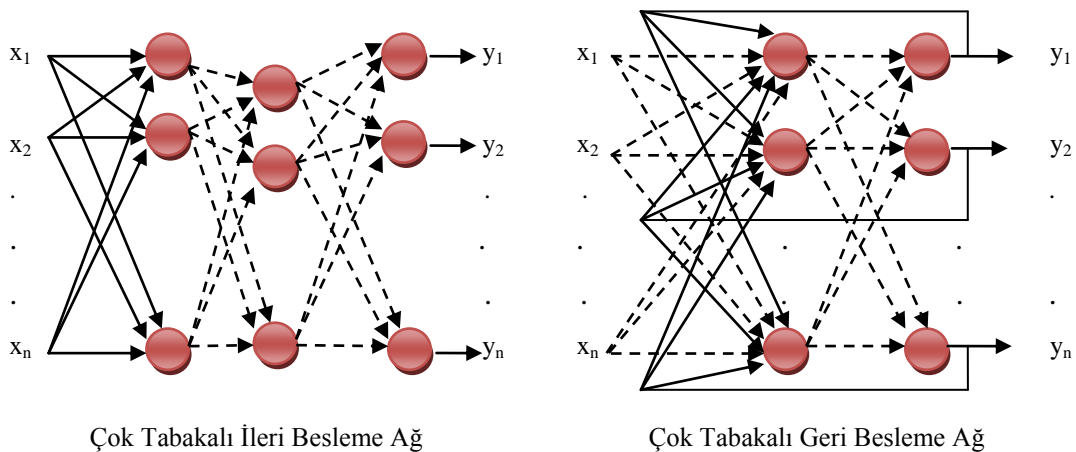 x1
x2
.
.
.
xn
y1
y2
.
.
.
yn
Çok Tabakalı İleri Besleme Ağ
x1
x2
.
.
.
xn
y1
y2
.
.
.
yn
Çok Tabakalı Geri Besleme Ağ